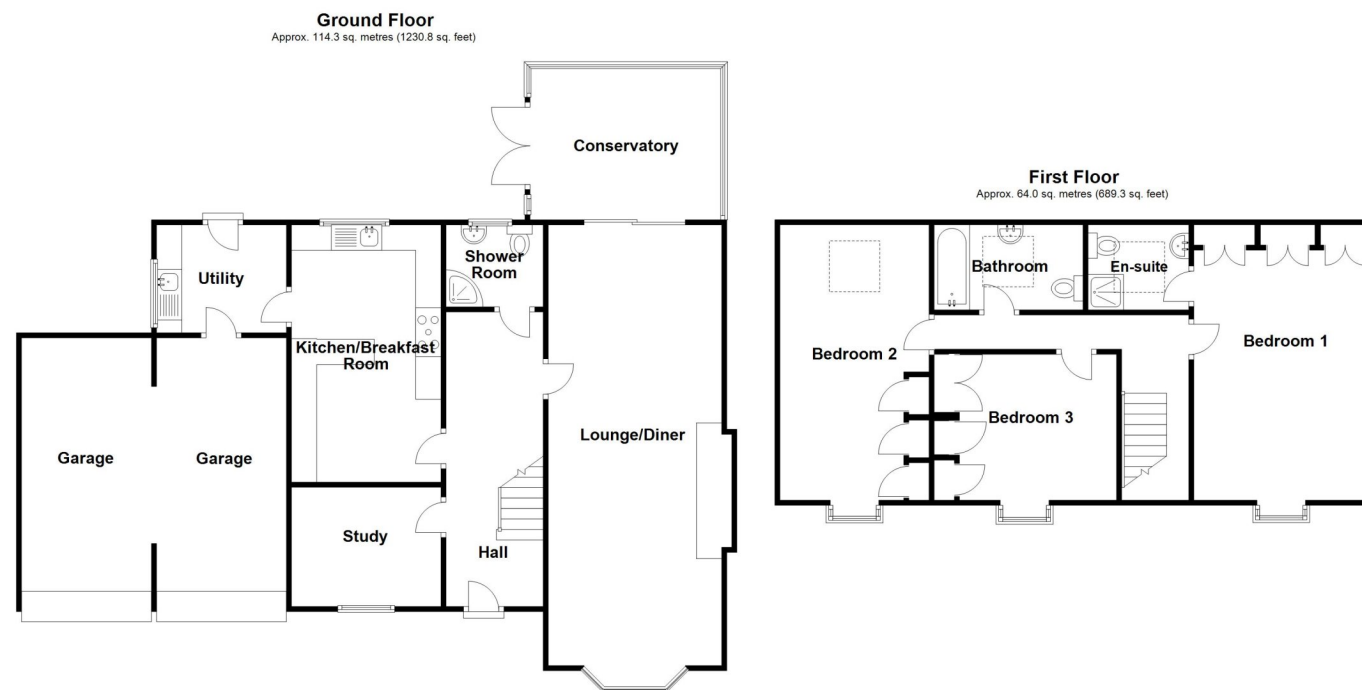 Ground Floor
Approx. 114.3 sq. metres (1230.8 sq. feet)
Conservatory
Utility
Shower
Room
Kitchen/Breakfast
Room
Lounge/Diner
Garage
Garage
Study
Hall
First Floor
Approx. 64.0 sq. metres (689.3 sq. feet)
Bathroom
En-suite
Bedroom 2
Bedroom 1
Bedroom 3